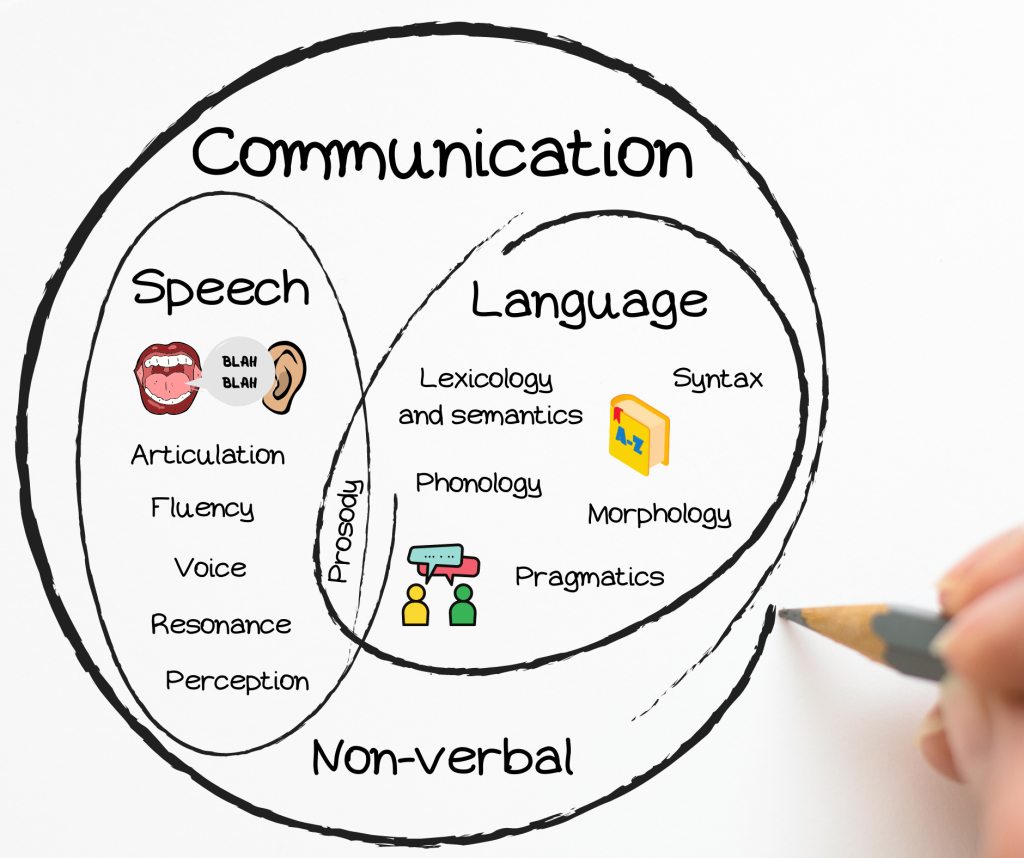 Communication
Speech
BLAH
BLAH
Articulation
Fluency
Voice
Resonance
Perception
Prosody
Language
Lexicology
and semantics
Syntax
A-Z
Phonology
Morphology
Pragmatics
Non-verbal